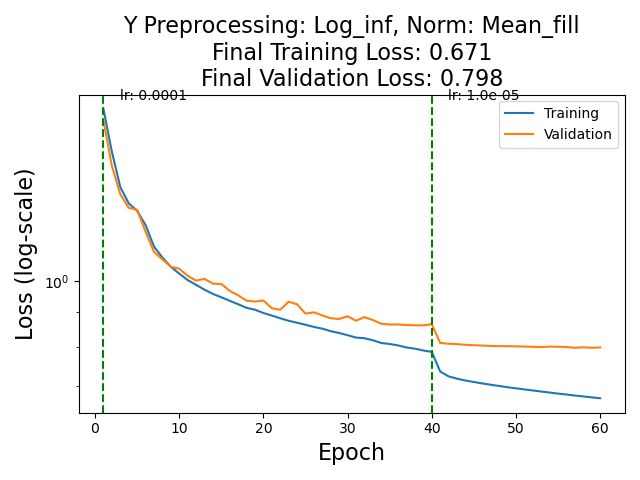 Y Preprocessing: Log_inf, Norm: Mean_fill
Final Training Loss: 0.671
Final Validation Loss: 0.798
lr: 0.0001
lr: 1.0e-05
Training
Validation
Loss (log-scale)
10⁰
0 10 20 30 40 50 60
Epoch